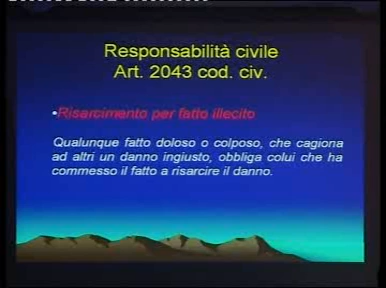 Responsabilità civile
Art. 2043 cod. civ.
•Risarcimento per fatto illecito
Qualunque fatto doloso o colposo, che cagiona
ad altri un danno ingiusto, obbliga colui che ha
commesso il fatto a risarcire il danno.